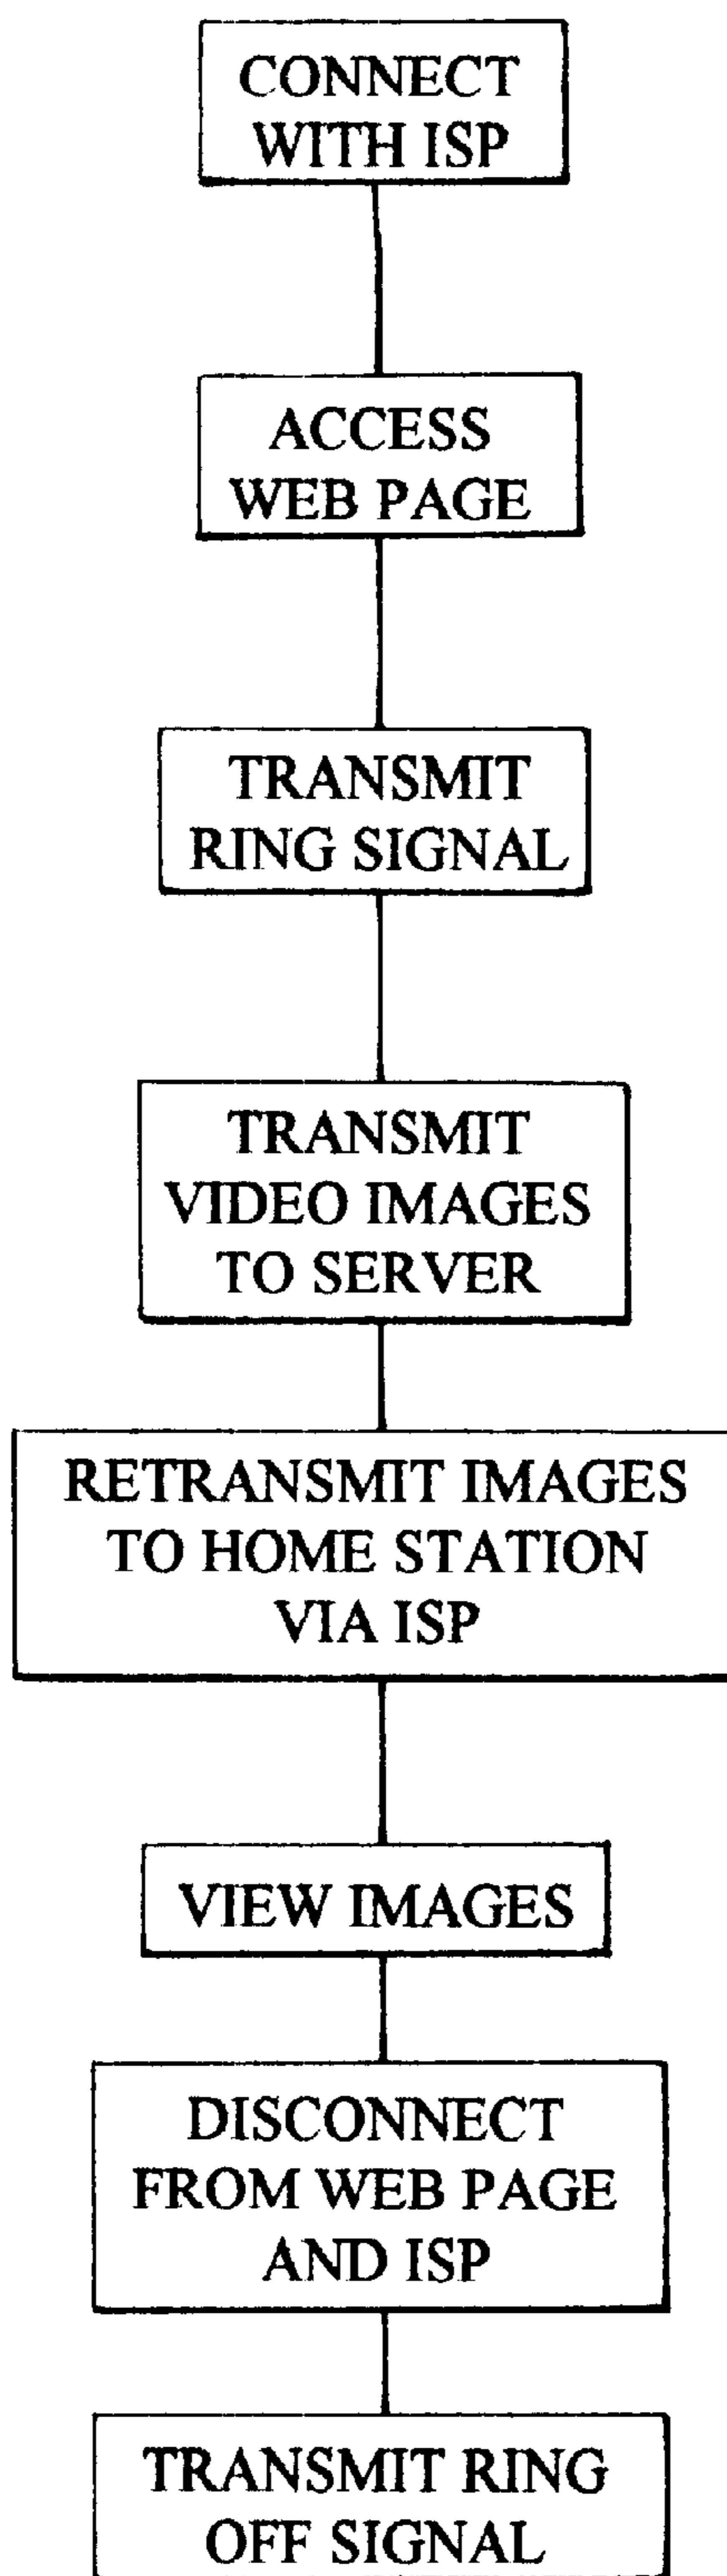 CONNECT
WITH ISP
ACCESS
WEB PAGE
TRANSMIT
RING SIGNAL
TRANSMIT
VIDEO IMAGES
TO SERVER
RETRANSMIT IMAGES
TO HOME STATION
VIA ISP
VIEW IMAGES
DISCONNECT
FROM WEB PAGE
AND ISP
TRANSMIT RING
OFF SIGNAL